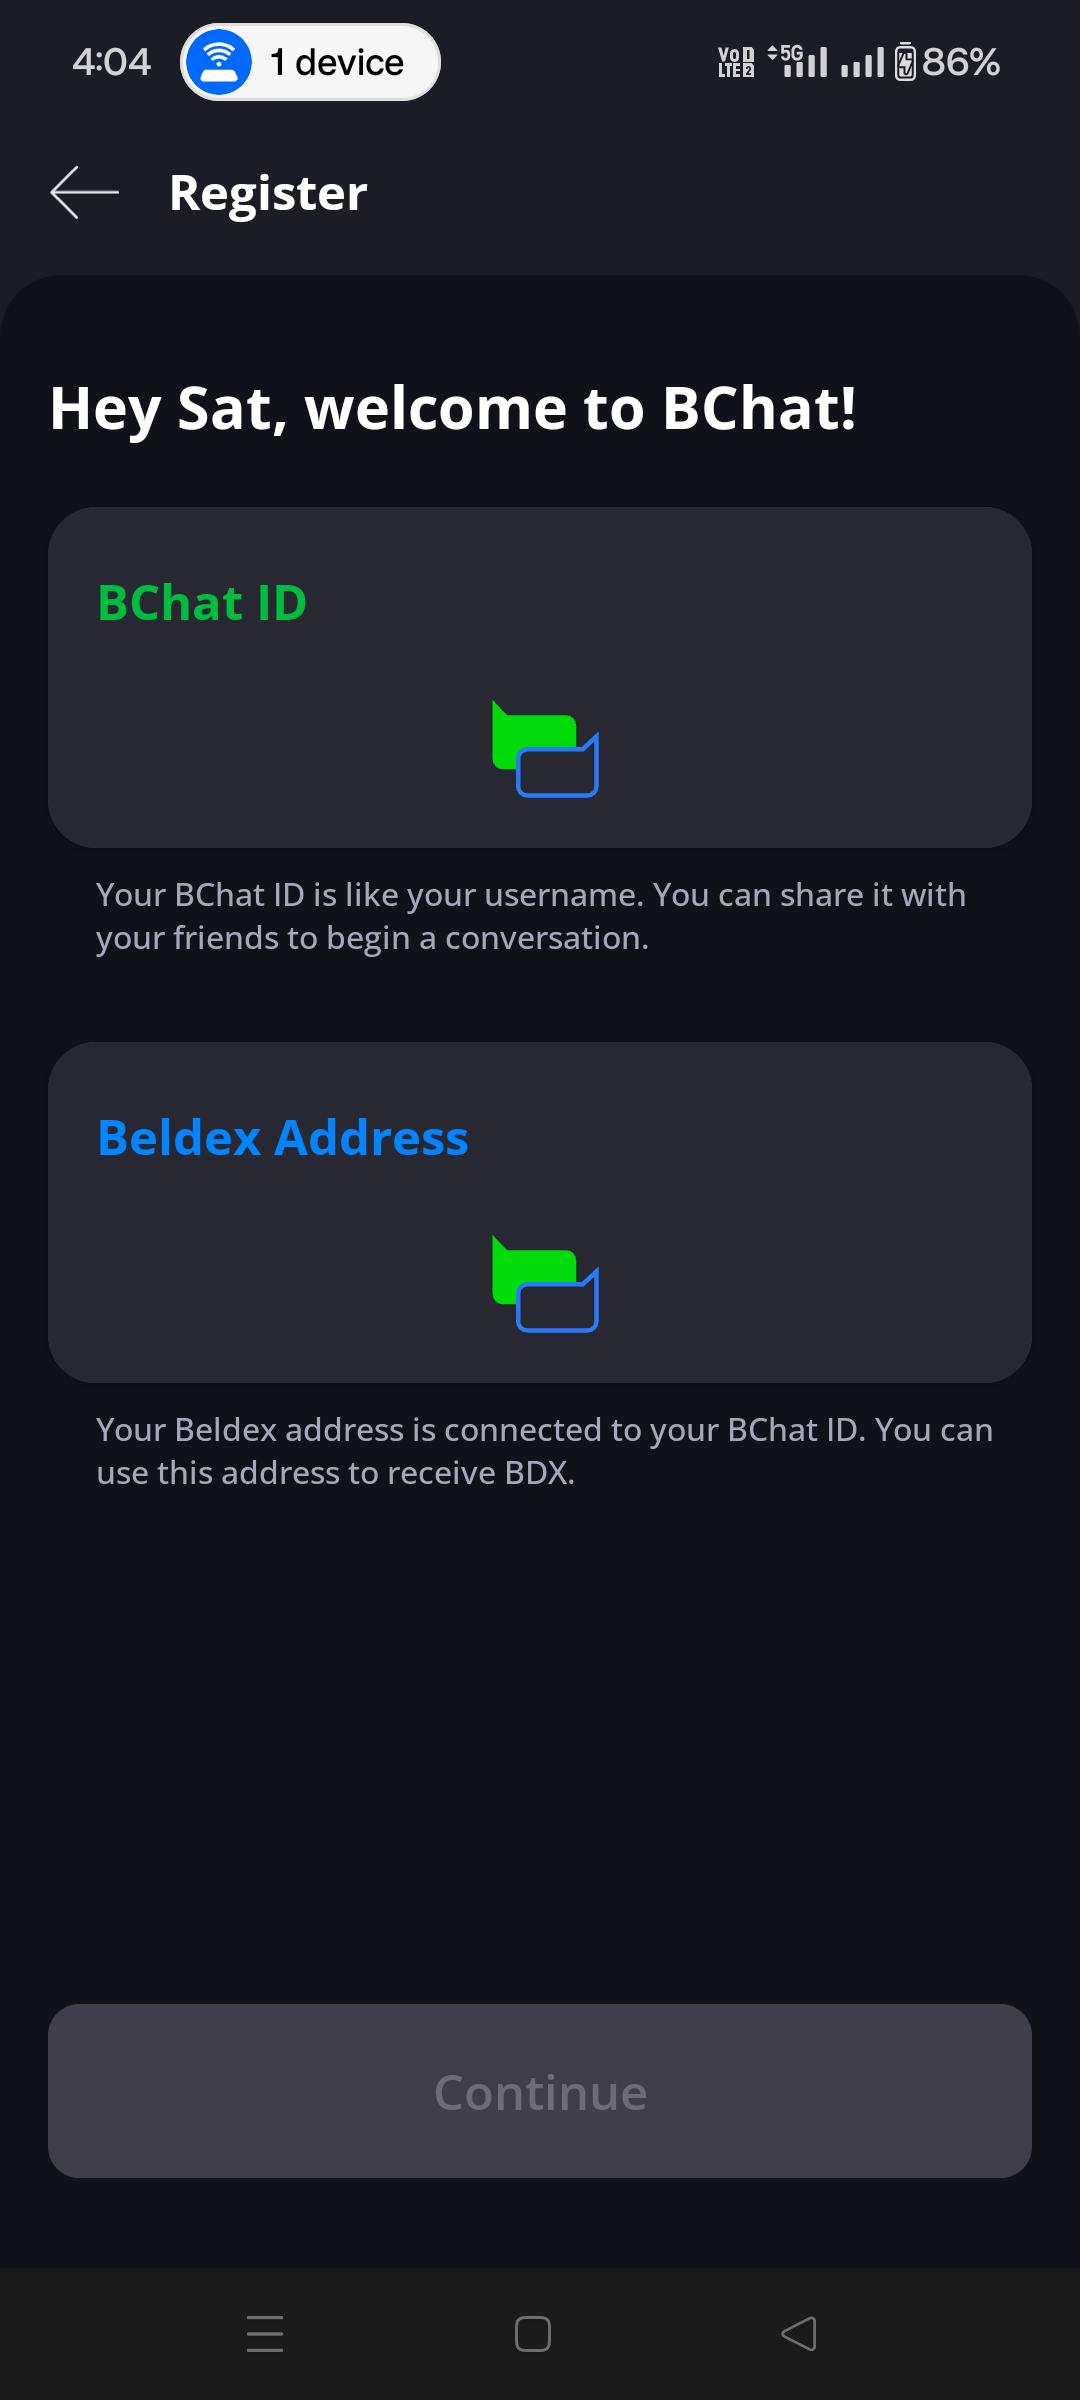 4:04
1 device
Vo 1
LTE 2
5G
86%
Register
Hey Sat, welcome to BChat!
BChat ID
Your BChat ID is like your username. You can share it with
your friends to begin a conversation.
Beldex Address
Your Beldex address is connected to your BChat ID. You can
use this address to receive BDX.
Continue